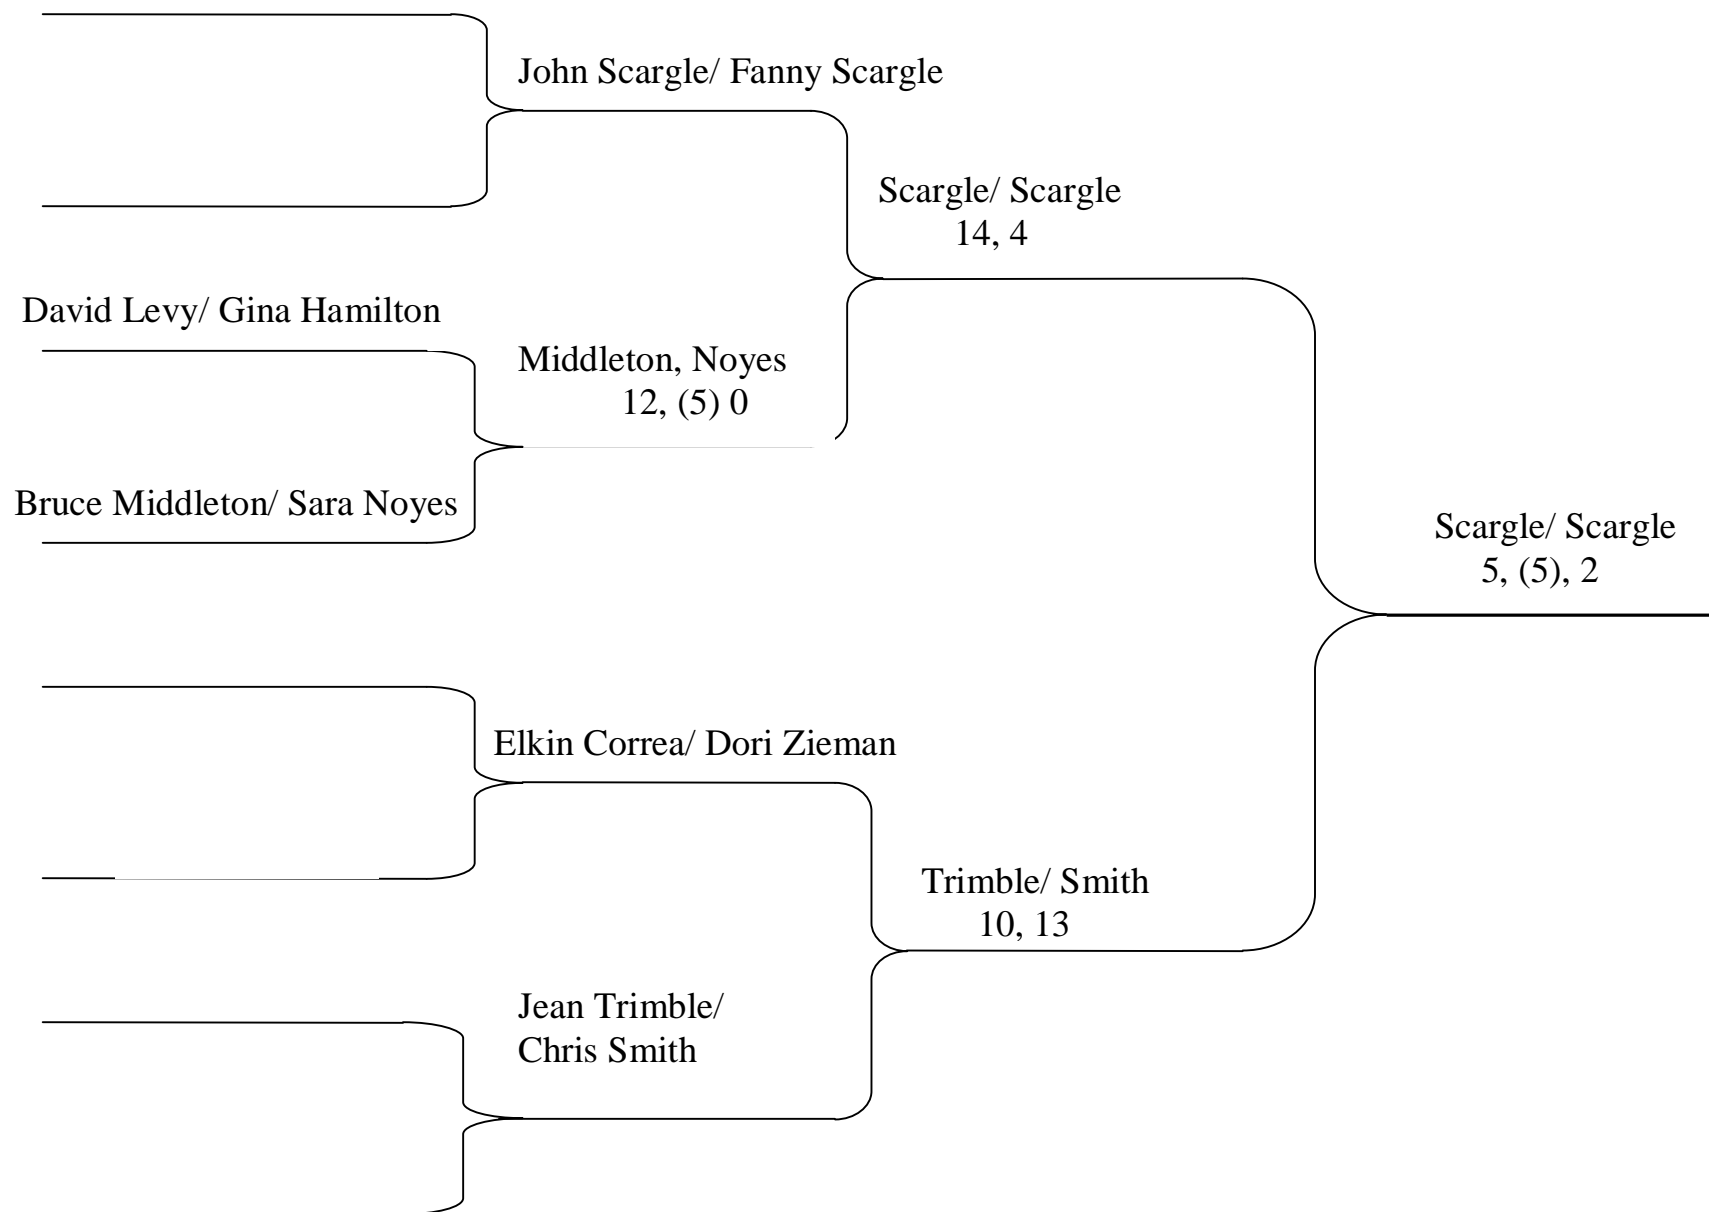 John Scargle/ Fanny Scargle
Scargle/ Scargle
14, 4
David Levy/ Gina Hamilton
Middleton, Noyes
12, (5) 0
Bruce Middleton/ Sara Noyes
Scargle/ Scargle
5, (5), 2
Elkin Correa/ Dori Zieman
Trimble/ Smith
10, 13
Jean Trimble/
Chris Smith